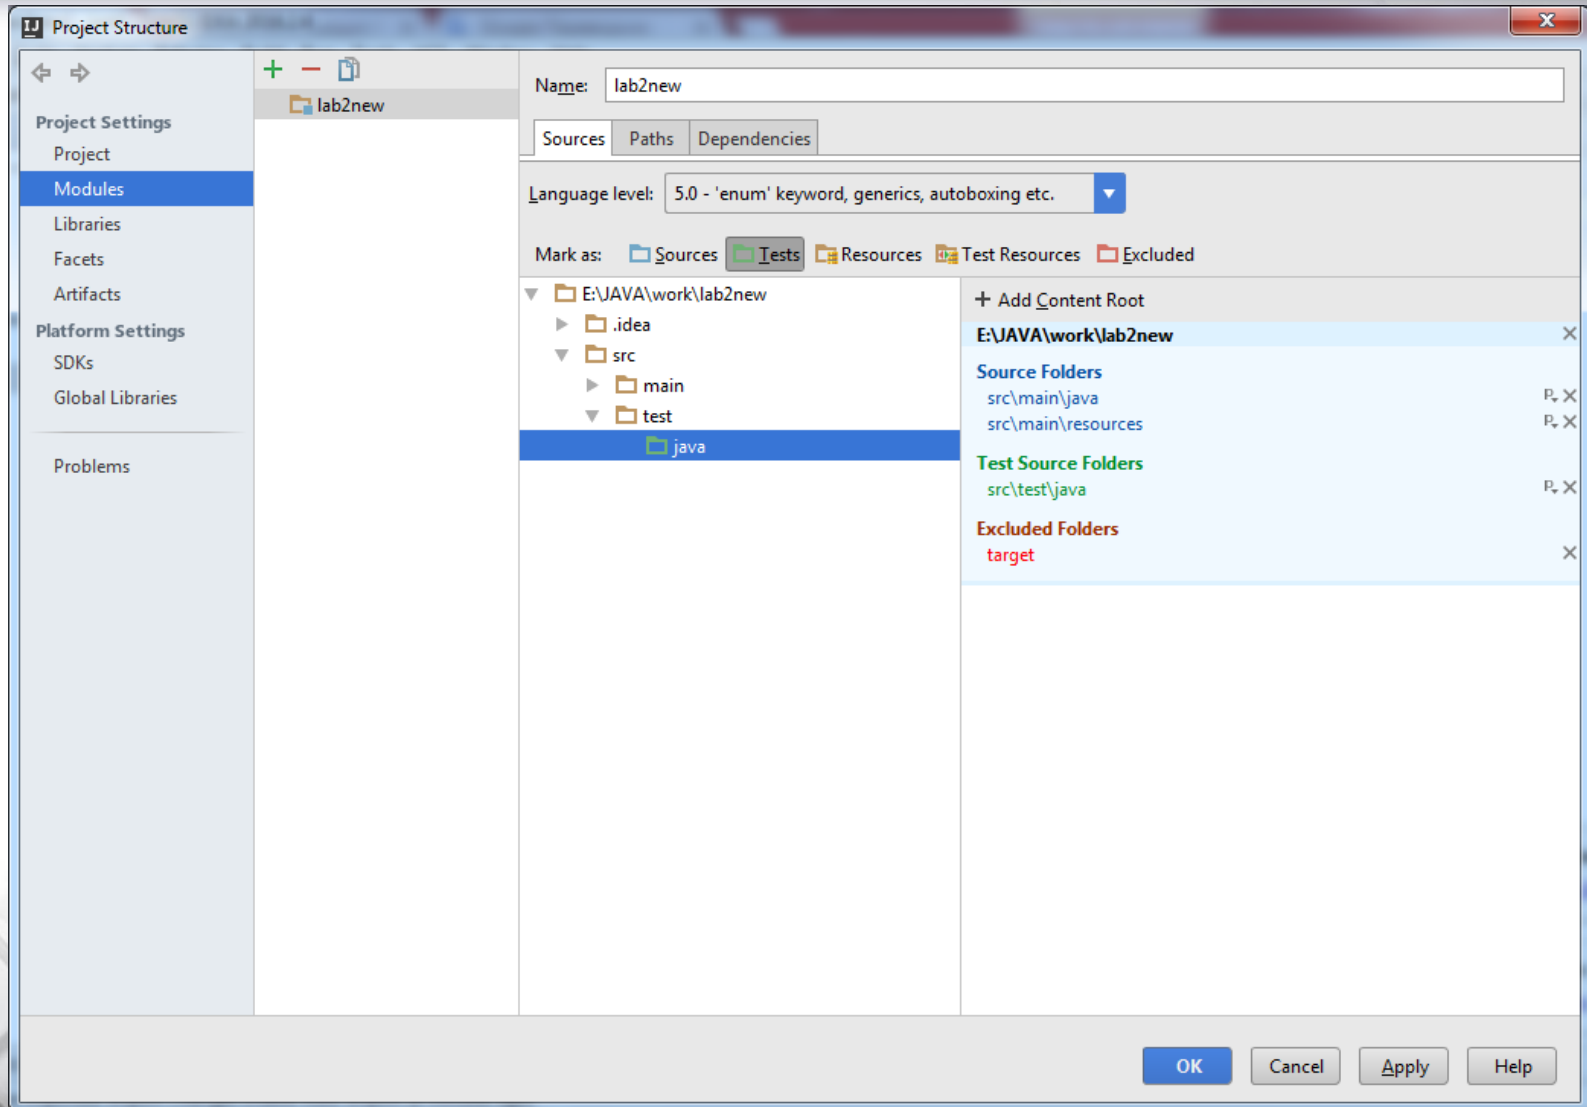 Project Structure
Project Settings
Project
Modules
Libraries
Facets
Artifacts
Platform Settings
SDKs
Global Libraries
Problems
lab2new
Name: lab2new
Sources Paths Dependencies
Language level: 5.0 - 'enum' keyword, generics, autoboxing etc.
Mark as: Sources Tests Resources Test Resources Excluded
E:\JAVA\work\lab2new
.idea
src
main
test
java
+ Add Content Root
E:\JAVA\work\lab2new
Source Folders
src\main\java
src\main\resources
Test Source Folders
src\test\java
Excluded Folders
target
OK Cancel Apply Help